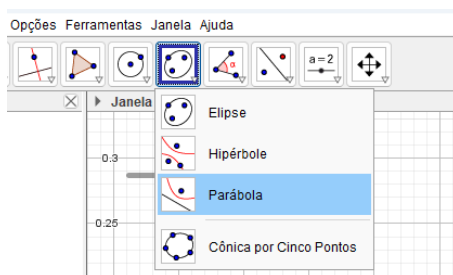 Opções Ferramentas Janela Ajuda
α
a=2
Janela
Elipse
0.3
Hipérbole
Parábola
0.25
Cônica por Cinco Pontos